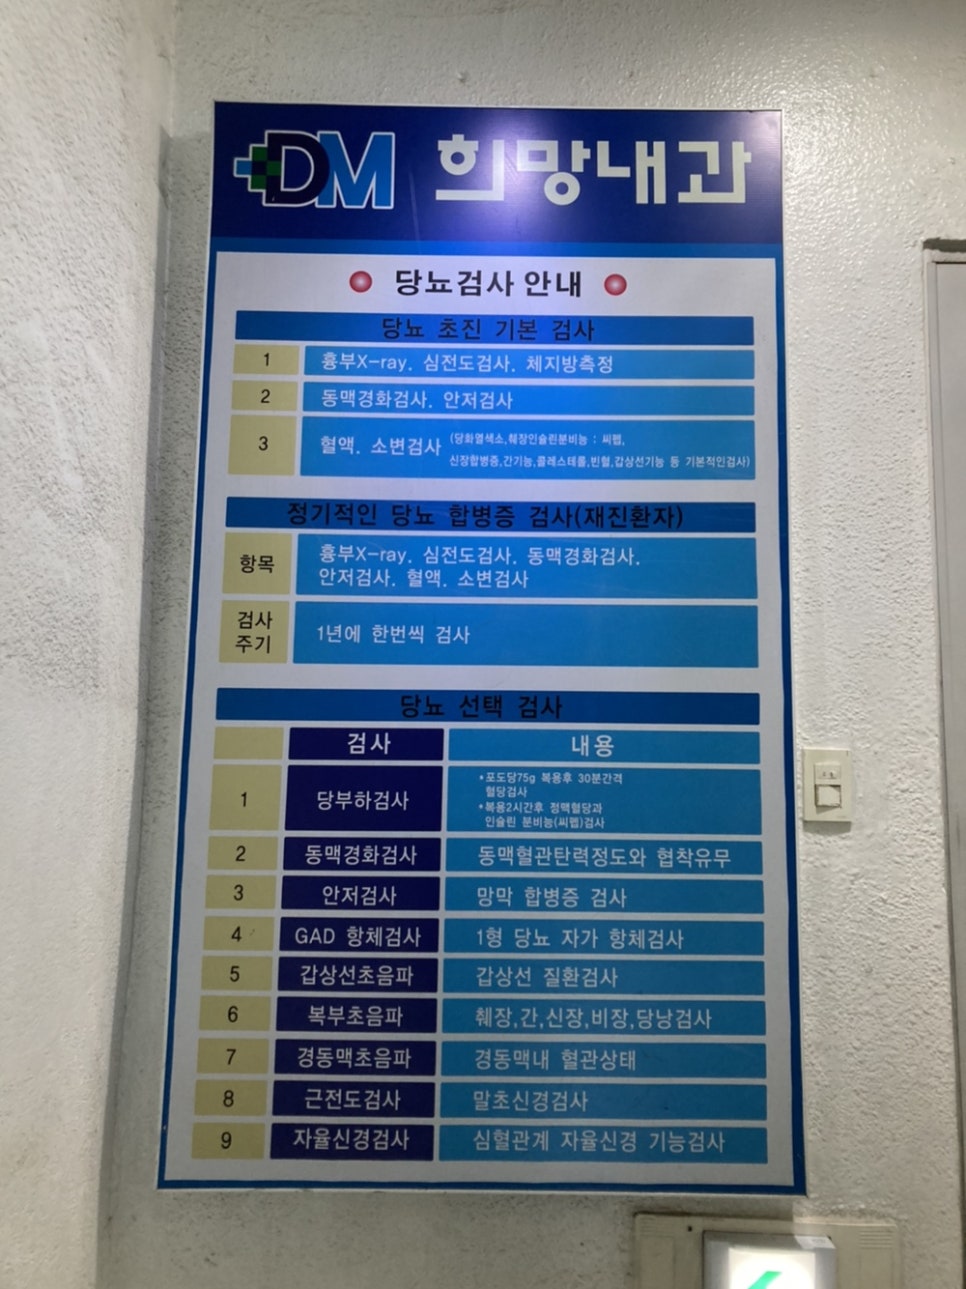 DM 희망내과
당뇨검사 안내
당뇨 초진 기본 검사
1 흉부X-ray. 심전도검사. 체지방측정
2 동맥경화검사. 안저검사
3 혈액. 소변검사 (당화열색소,췌장인슐린분비능 : 씨펩,
신장합병증,간기능,콜레스테롤,빈혈,갑상선기능 등 기본적인검사)
정기적인 당뇨 합병증 검사(재진환자)
항목 흉부X-ray. 심전도검사. 동맥경화검사.
안저검사. 혈액. 소변검사
검사
주기 1년에 한번씩 검사
당뇨 선택 검사
검사 내용
1 당부하검사 *포도당75g 복용후 30분간격
혈당검사
*복용2시간후 정맥혈당과
인슐린 분비능(씨펩)검사
2 동맥경화검사 동맥혈관탄력정도와 협착유무
3 안저검사 망막 합병증 검사
4 GAD 항체검사 1형 당뇨 자가 항체검사
5 갑상선초음파 갑상선 질환검사
6 복부초음파 췌장,간,신장,비장,담낭검사
7 경동맥초음파 경동맥내 혈관상태
8 근전도검사 말초신경검사
9 자율신경검사 심혈관계 자율신경 기능검사